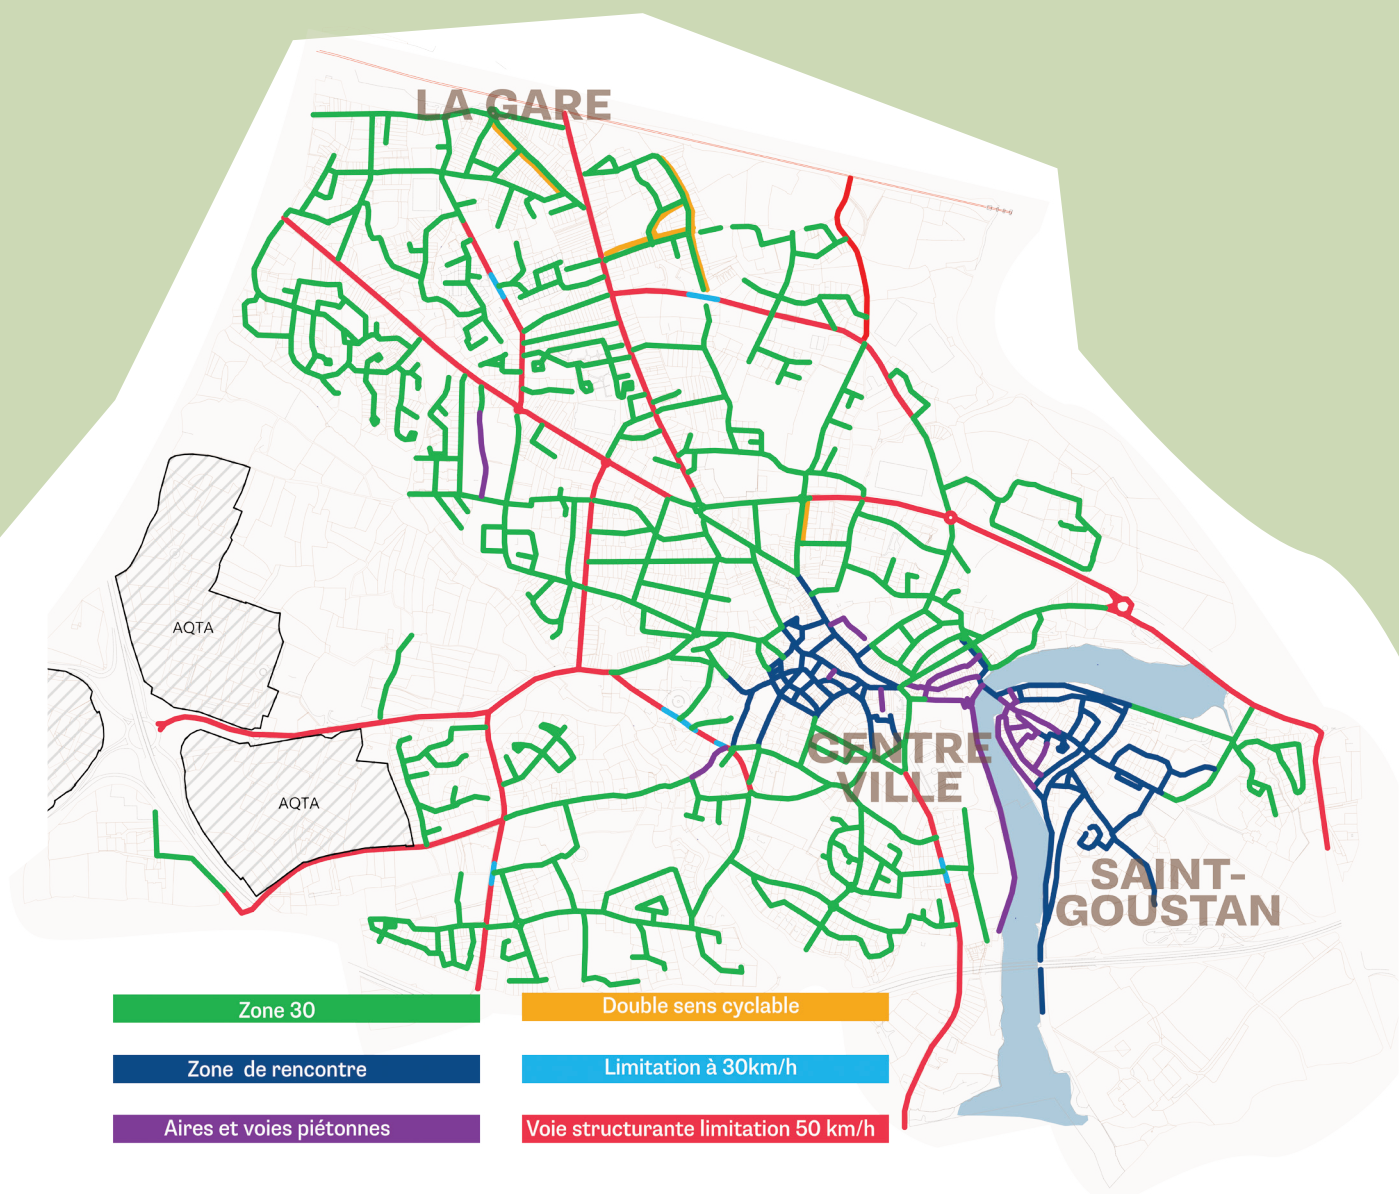 LA GARE
AQTA
AQTA
CENTRE
VILLE
SAINT-
GOUSTAN
Zone 30
Double sens cyclable
Zone de rencontre
Limitation à 30km/h
Aires et voies piétonnes
Voie structurante limitation 50 km/h